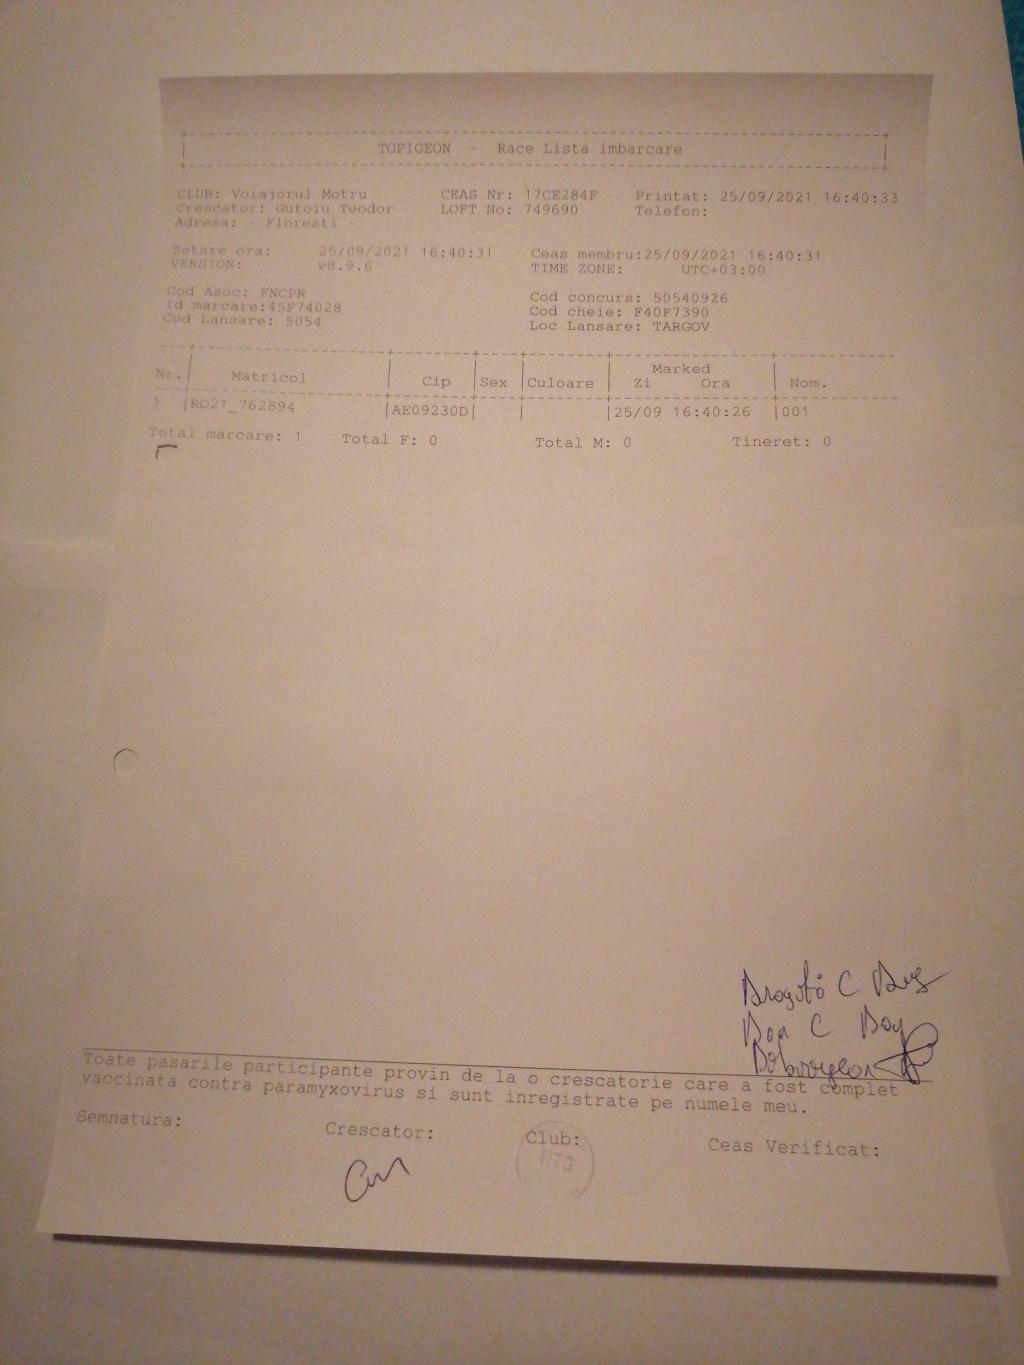 TOPIGEON - Race Lista imbarcare
CLUB: Voiajorul Motru CEAS Nr: 17CE284F Printat: 25/09/2021 16:40:33
Crescator: Gutoiu Teodor LOFT No: 749690 Telefon:
Adresa: - Floresti -
Setare ora: 25/09/2021 16:40:31 Ceas membru:25/09/2021 16:40:31
VERSION: v8.9.6 TIME ZONE: UTC+03:00
Cod Asoc: FNCPR Cod concurs: 50540926
Id marcare:45F74028 Cod cheie: F40F7390
Cod Lansare: 5054 Loc Lansare: TARGOV
Marked
Nr. Matricol Cip Sex Culoare Zi Ora Nom.
1 RO21_762894 AE09230D 25/09 16:40:26 001
Total marcare: 1 Total F: 0 Total M: 0 Tineret: 0
Toate pasarile participante provin de la o crescatorie care a fost complet
vaccinata contra paramyxovirus si sunt inregistrate pe numele meu.
Semnatura: Crescator: Club: Ceas Verificat: